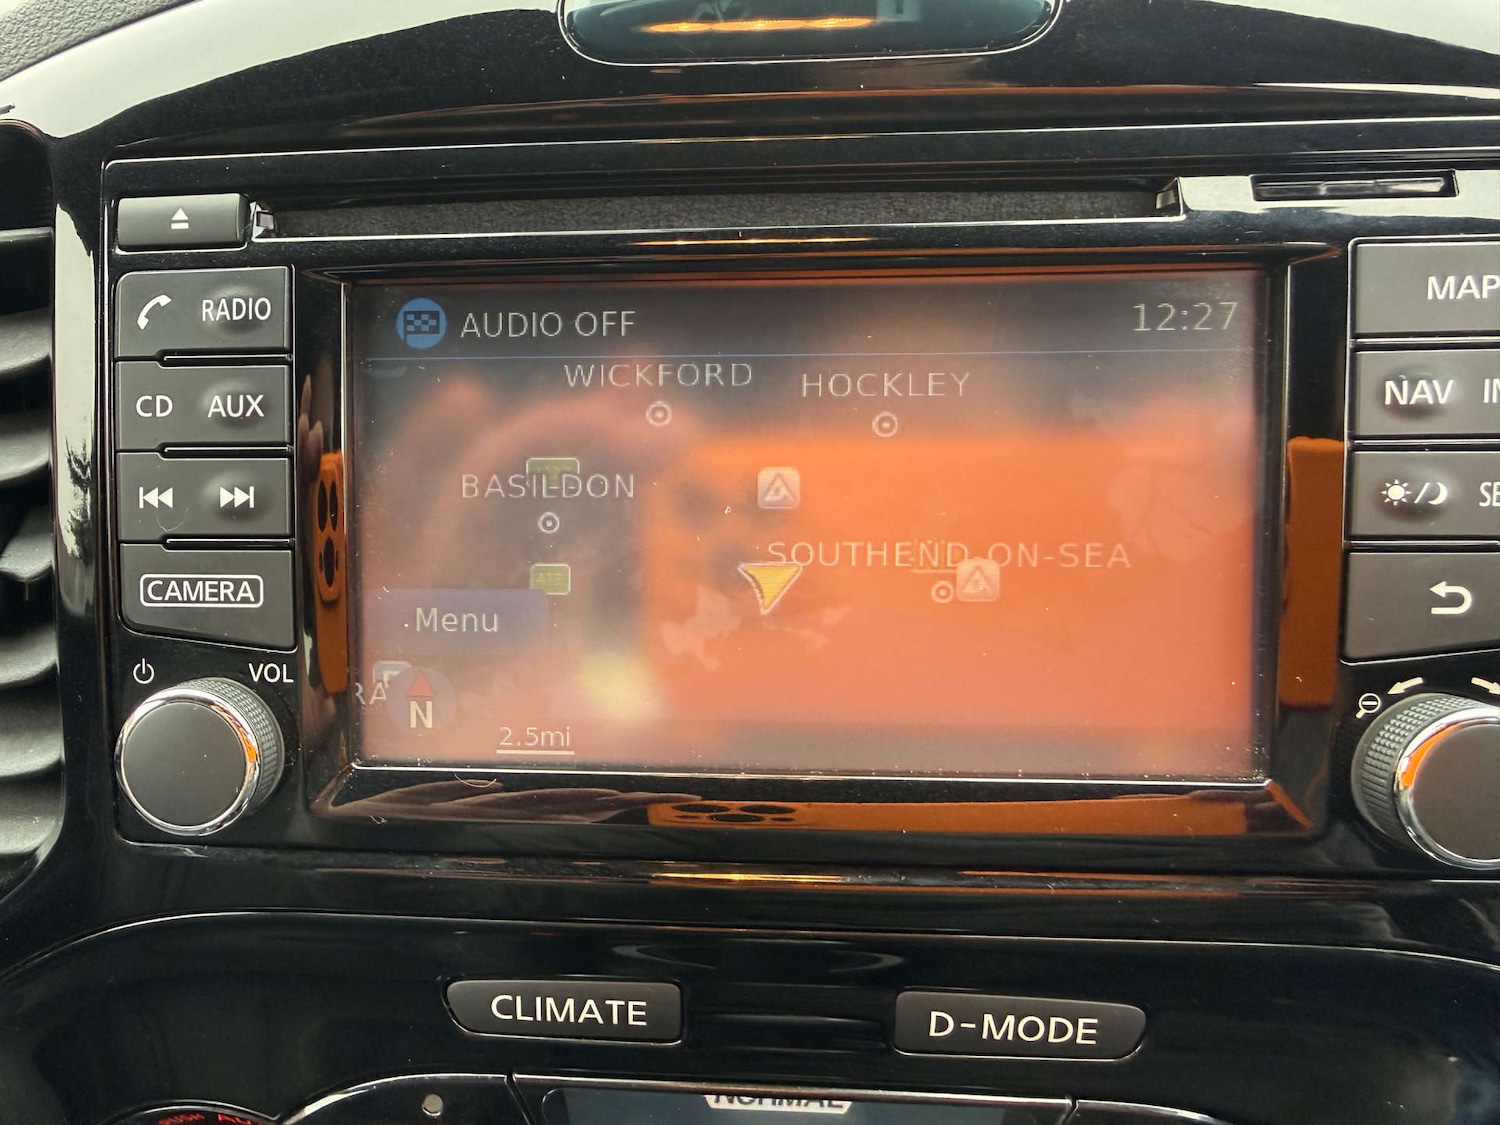 RADIO
CD AUX
CAMERA
VOL
AUDIO OFF 12:27
WICKFORD HOCKLEY
BASILDON
SOUTHEND-ON-SEA
Menu
N
2.5mi
MAP
NAV
CLIMATE D-MODE
NORMAL